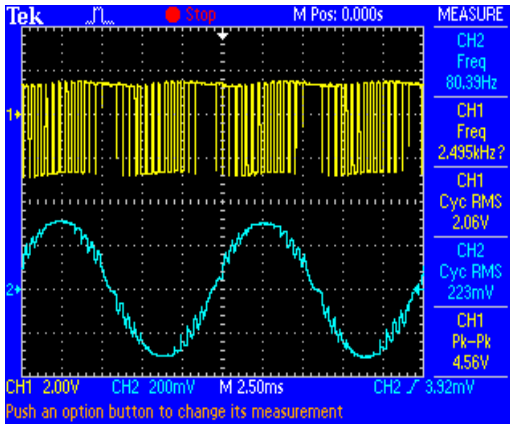 Tek Stop M Pos: 0.000s MEASURE
CH2
Freq
80.39Hz
1
CH1
Freq
2.495kHz?
CH1
Cyc RMS
2.06V
2
CH2
Cyc RMS
223mV
CH1
Pk-Pk
4.56V
CH1 2.00V CH2 200mV M 2.50ms CH2 3.92mV
Push an option button to change its measurement